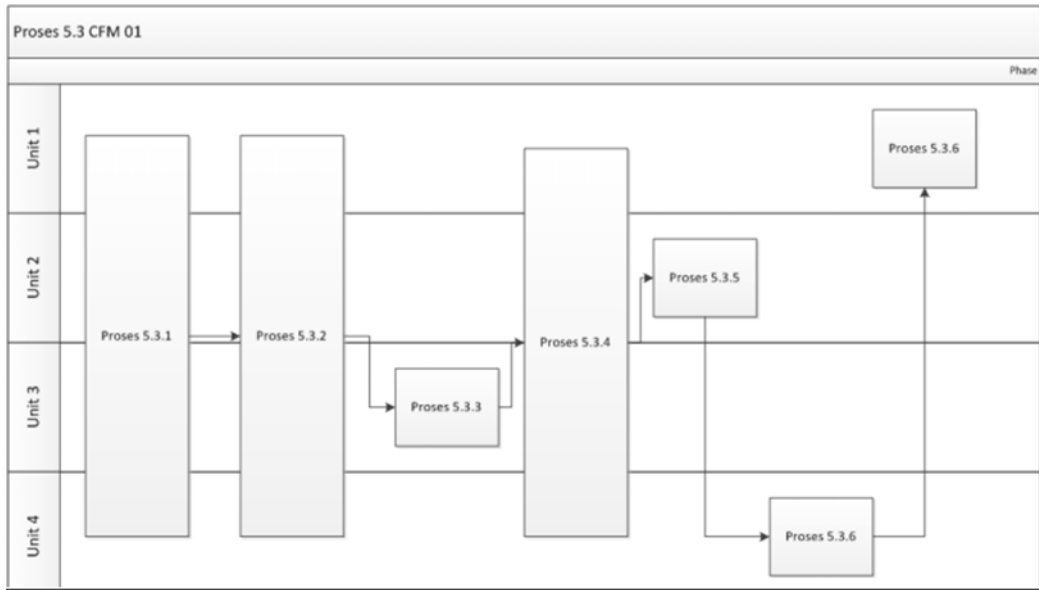 Proses 5.3 CFM 01
Phase
Unit 1
Proses 5.3.6
Unit 2
Proses 5.3.5
Proses 5.3.1
Proses 5.3.2
Proses 5.3.4
Unit 3
Proses 5.3.3
Unit 4
Proses 5.3.6